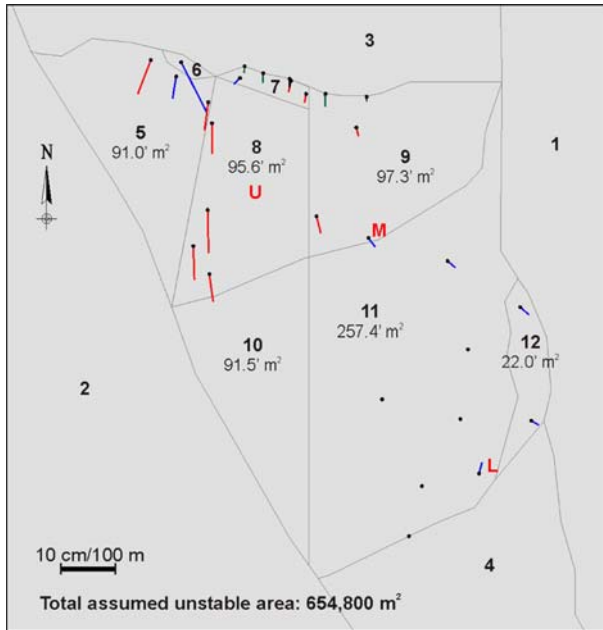 3
6
7
5
91.0' m²
8
95.6' m²
9
97.3' m²
1
N
U
M
11
257.4' m²
10
91.5' m²
12
22.0' m²
2
L
10 cm/100 m
4
Total assumed unstable area: 654,800 m²